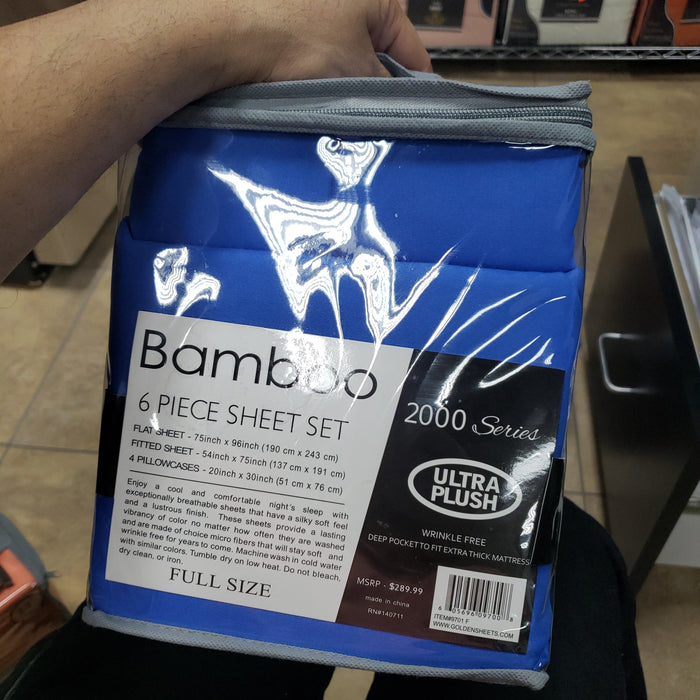 Bamboo
6 PIECE SHEET SET
FLAT SHEET - 75inch x 96inch (190 cm x 243 cm)
FITTED SHEET - 54inch x 75inch (137 cm x 191 cm)
4 PILLOWCASES - 20inch x 30inch (51 cm x 76 cm)
Enjoy a cool and comfortable night's sleep with
exceptionally breathable sheets that have a silky soft feel
and a lustrous finish. These sheets provide a lasting
vibrancy of color no matter how often they are washed
and are made of choice micro fibers that will stay soft and
wrinkle free for years to come. Machine wash in cold water
with similar colors. Tumble dry on low heat. Do not bleach,
dry clean, or iron.
FULL SIZE
2000 Series
ULTRA
PLUSH
WRINKLE FREE
DEEP POCKET TO FIT EXTRA THICK MATTRESS
MSRP - $289.99
made in china
RN#140711
6 05696 09700 8
ITEM#9701 F
WWW.GOLDENSHEETS.COM